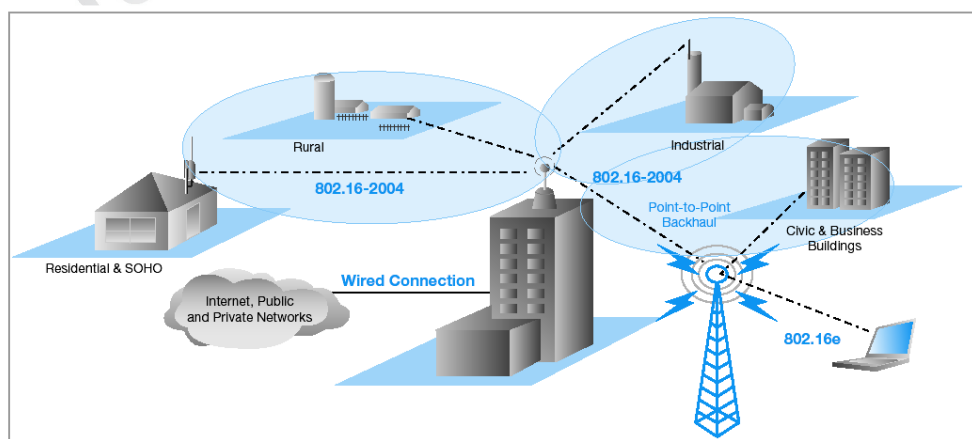 Rural
Industrial
802.16-2004
802.16-2004
Point-to-Point
Backhaul
Civic & Business
Buildings
Residential & SOHO
Wired Connection
Internet, Public
and Private Networks
802.16e